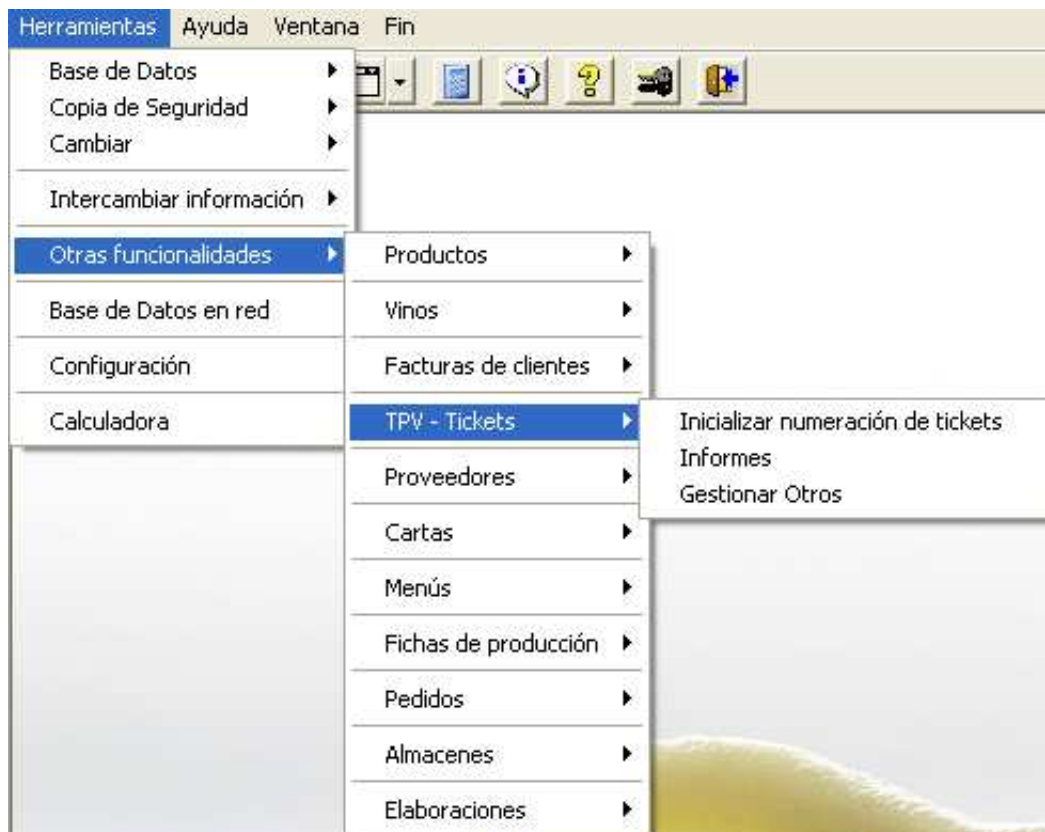 Herramientas Ayuda Ventana Fin
Base de Datos
Copia de Seguridad
Cambiar
Intercambiar información
Otras funcionalidades
Base de Datos en red
Configuración
Calculadora
Productos
Vinos
Facturas de clientes
TPV - Tickets
Proveedores
Cartas
Menús
Fichas de producción
Pedidos
Almacenes
Elaboraciones
Inicializar numeración de tickets
Informes
Gestionar Otros